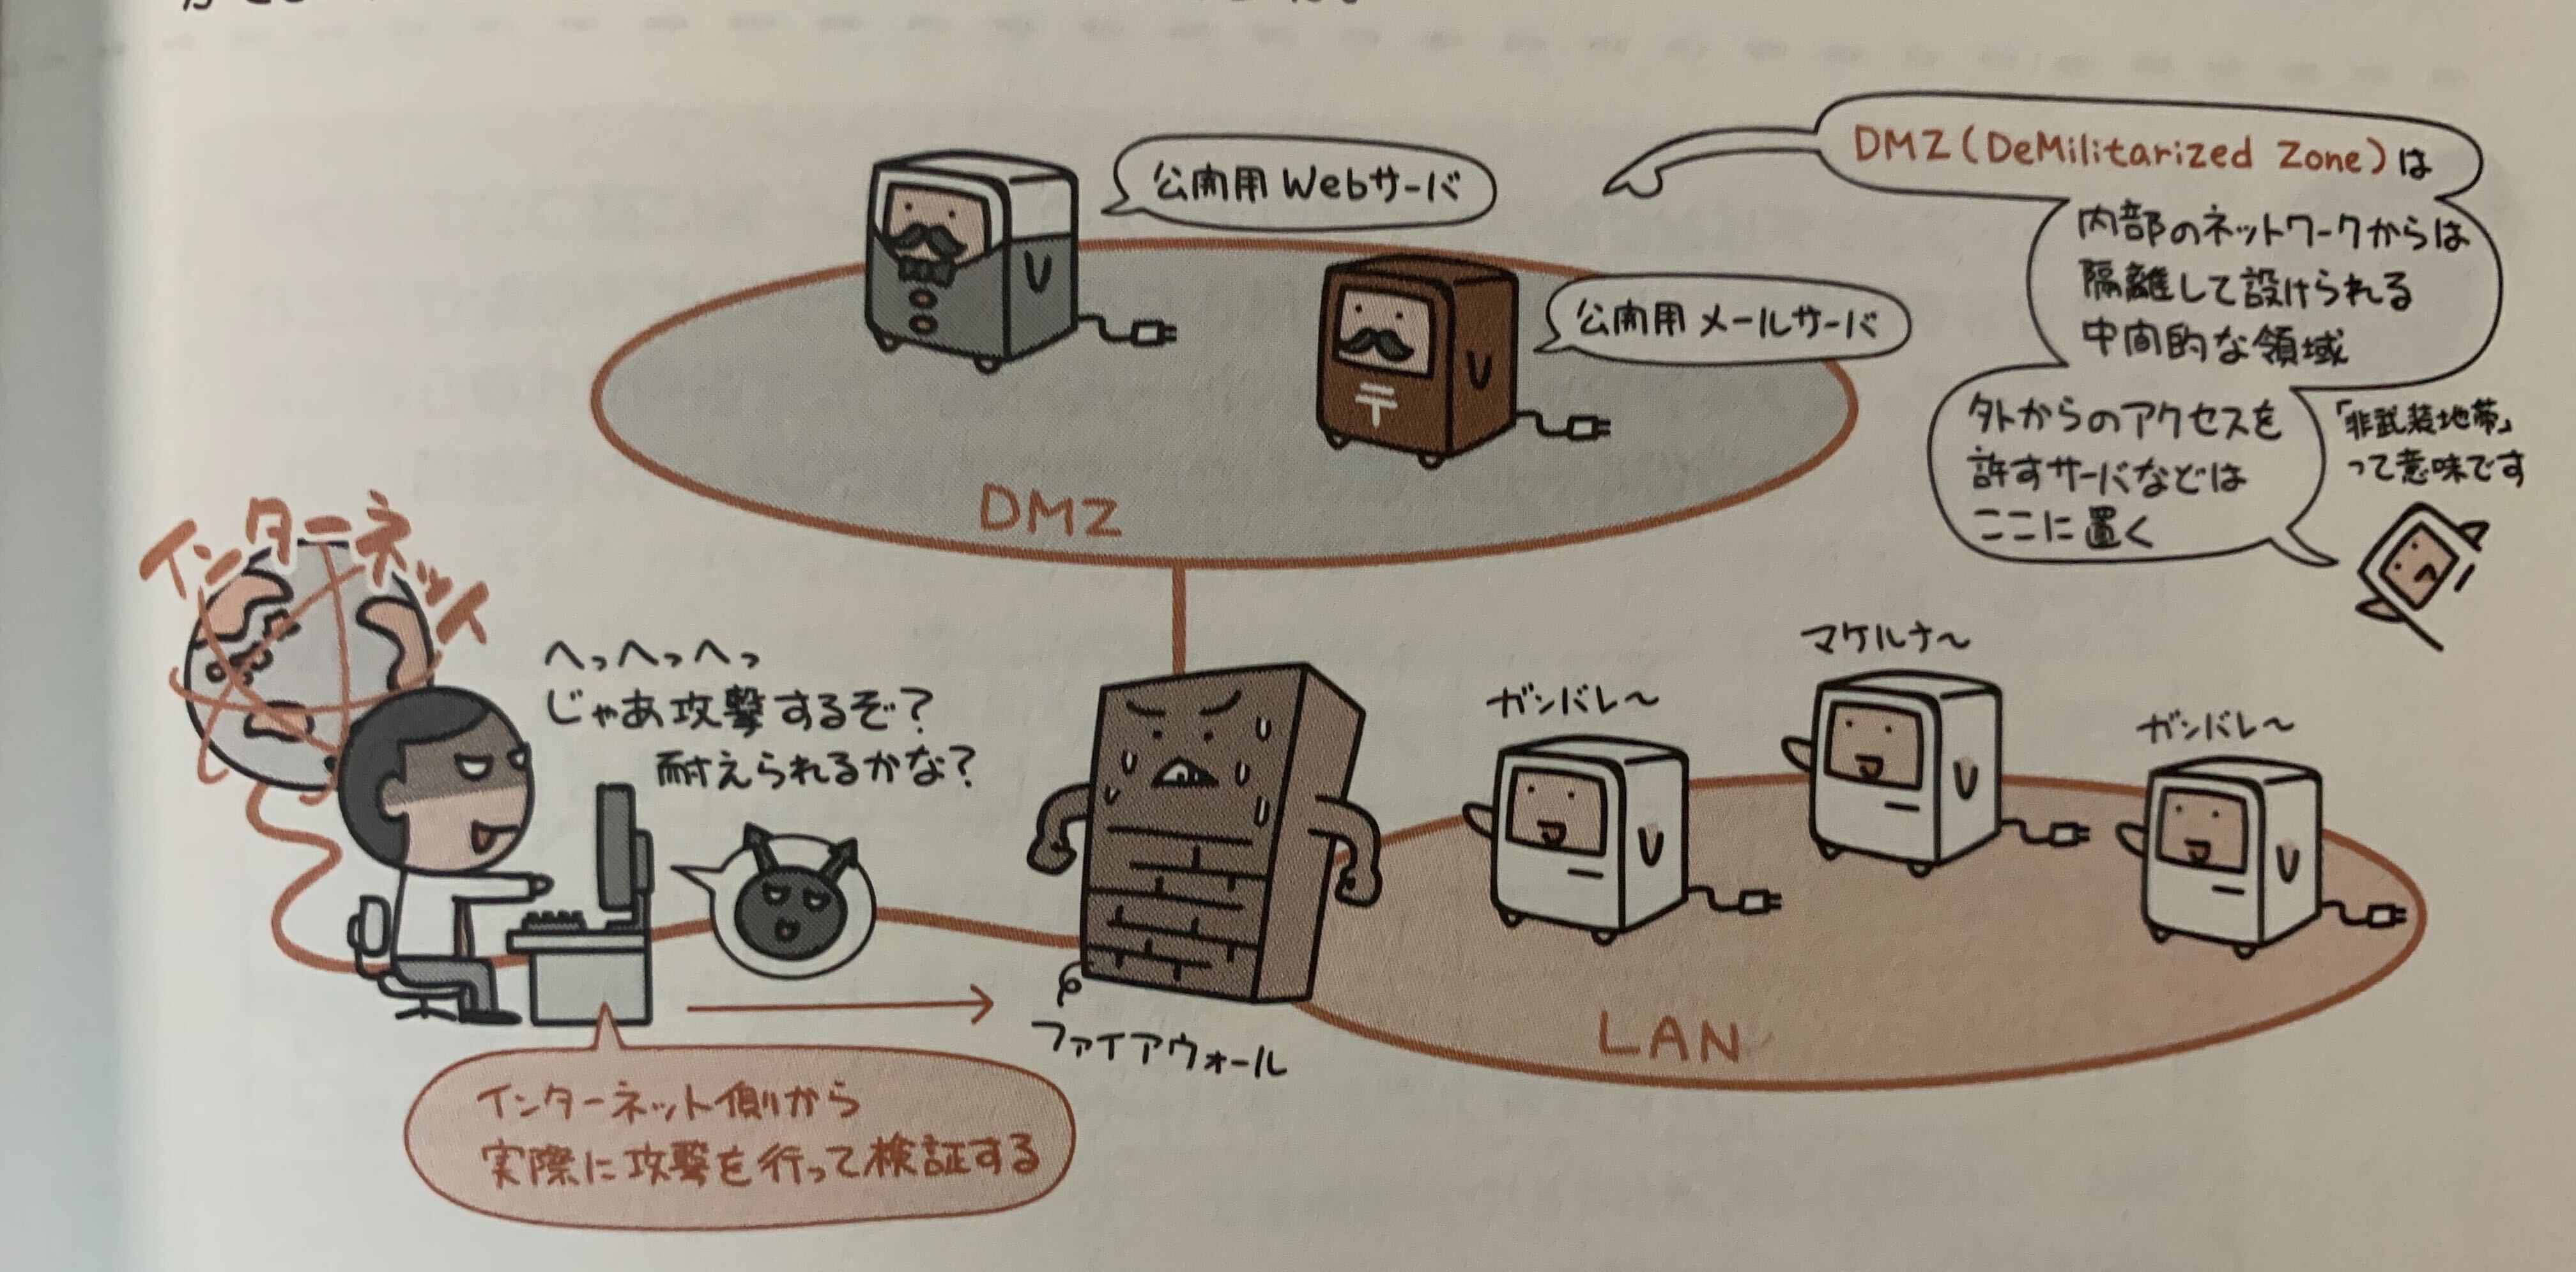 公開用 Webサーバ
公開用 メールサーバ
DMZ
DMZ(DeMilitarized Zone)は
内部のネットワークからは
隔離して設けられる
中間的な領域
外からのアクセスを
許すサーバなどは
ここに置く
「非武装地帯」
って意味です
インターネット
へっへっへっ
じゃあ攻撃するぞ?
耐えられるかな?
ガンバレ〜
マケルナ〜
ガンバレ〜
〒
ファイアウォール
LAN
インターネット側から
実際に攻撃を行って検証する